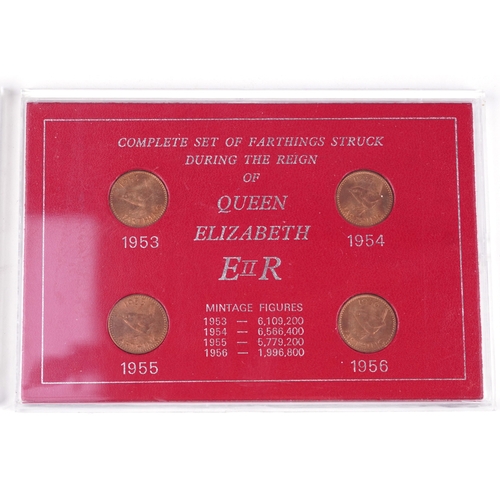 COMPLETE SET OF FARTHINGS STRUCK
DURING THE REIGN
OF
QUEEN
ELIZABETH
EIIR
1953
1954
MINTAGE FIGURES
1953 — 6,109,200
1954 — 6,566,400
1955 — 5,779,200
1956 — 1,996,800
1955
1956